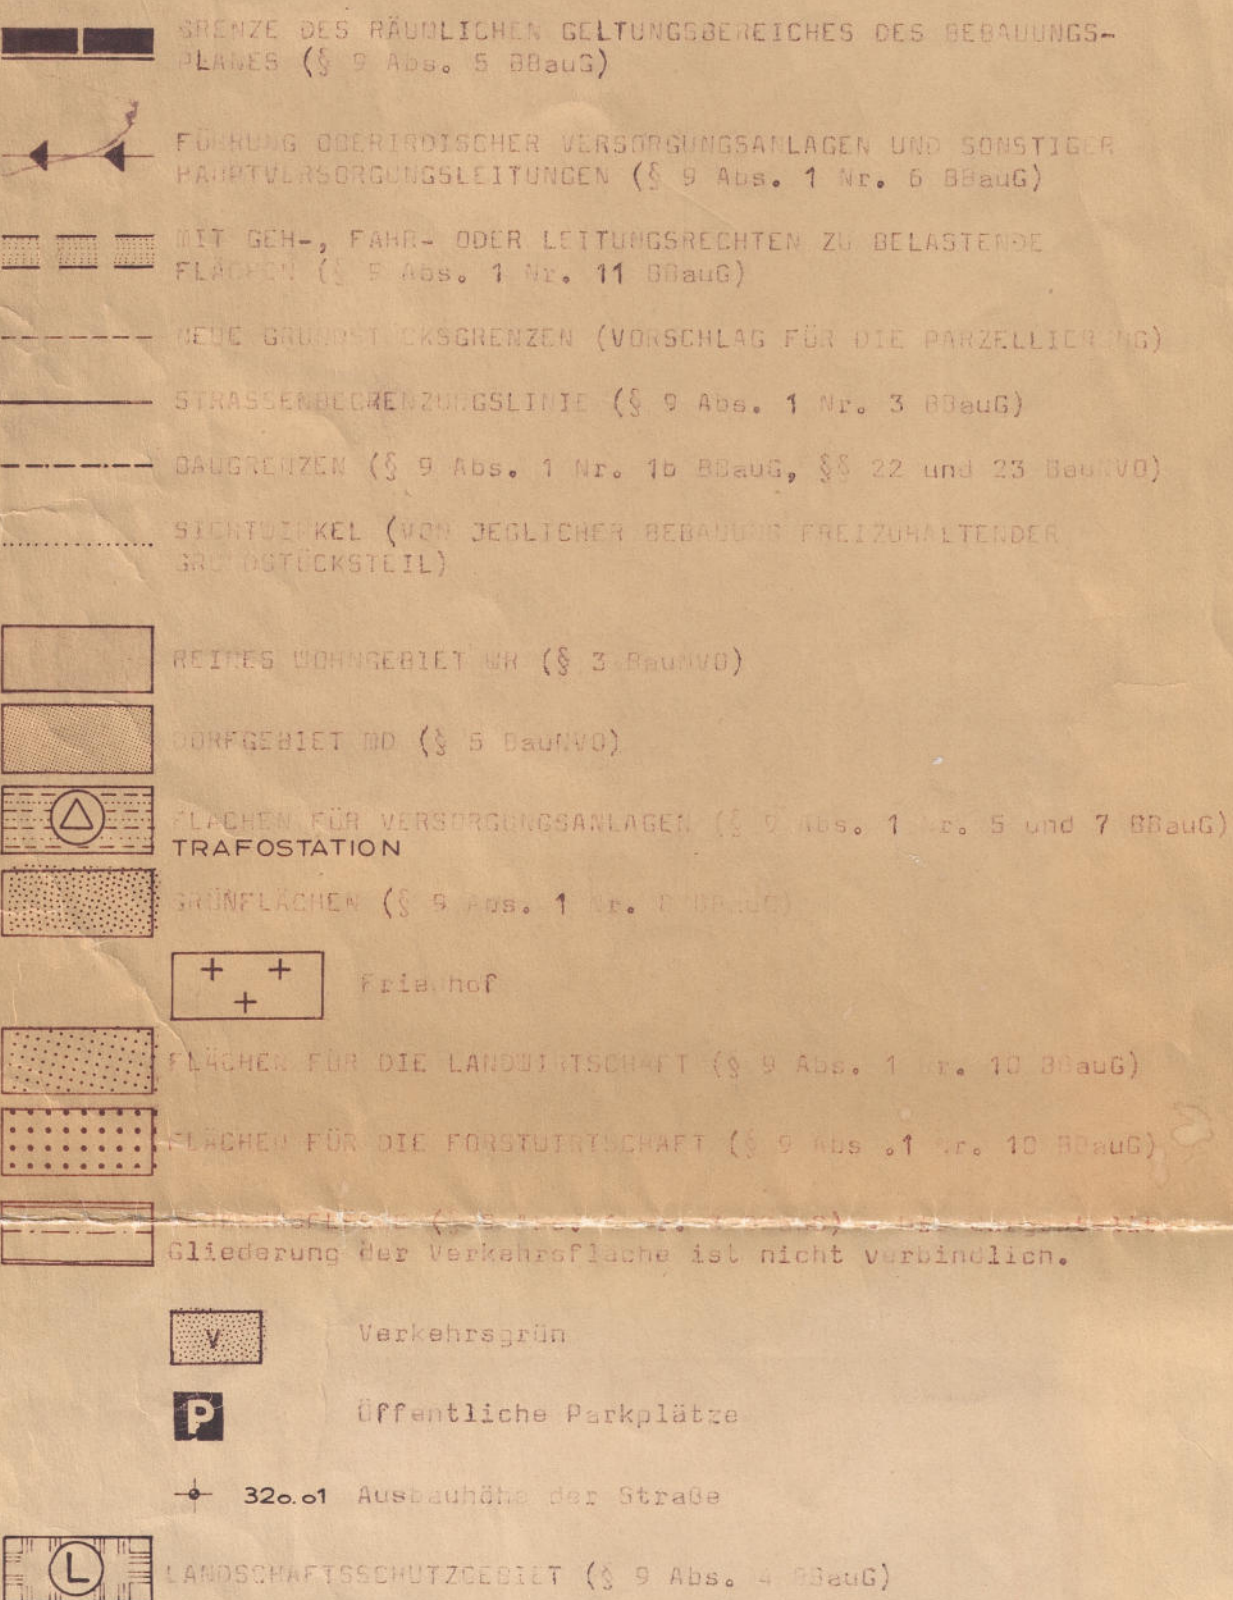 GRENZE DES RÄUMLICHEN GELTUNGSBEREICHES DES BEBAUUNGS-
PLANES (§ 9 Abs. 5 BBauG)
FÜHRUNG OBERIRDISCHER VERSORGUNGSANLAGEN UND SONSTIGER
HAUPTVERSORGUNGSLEITUNGEN (§ 9 Abs. 1 Nr. 6 BBauG)
MIT GEH-, FAHR- ODER LEITUNGSRECHTEN ZU BELASTENDE
FLÄCHEN (§ 9 Abs. 1 Nr. 11 BBauG)
NEUE GRUNDSTÜCKSGRENZEN (VORSCHLAG FÜR DIE PARZELLIERUNG)
STRASSENBEGRENZUNGSLINIE (§ 9 Abs. 1 Nr. 3 BBauG)
BAUGRENZEN (§ 9 Abs. 1 Nr. 1b BBauG, §§ 22 und 23 BauNVO)
SICHTWINKEL (VON JEGLICHER BEBAUUNG FREIZUHALTENDER
GRUNDSTÜCKSTEIL)
REINES WOHNGEBIET WR (§ 3 BauNVO)
DORFGEBIET MD (§ 5 BauNVO)
FLÄCHEN FÜR VERSORGUNGSANLAGEN (§ 9 Abs. 1 Nr. 5 und 7 BBauG)
TRAFOSTATION
GRÜNFLÄCHEN (§ 9 Abs. 1 Nr. 8 BBauG)
Friedhof
FLÄCHEN FÜR DIE LANDWIRTSCHAFT (§ 9 Abs. 1 Nr. 10 BBauG)
FLÄCHEN FÜR DIE FORSTWIRTSCHAFT (§ 9 Abs .1 Nr. 10 BBauG)
Gliederung der Verkehrsfläche ist nicht verbindlich.
V Verkehrsgrün
P Öffentliche Parkplätze
320.01 Ausbauhöhe der Straße
L LANDSCHAFTSSCHUTZGEBIET (§ 9 Abs. 4 BBauG)